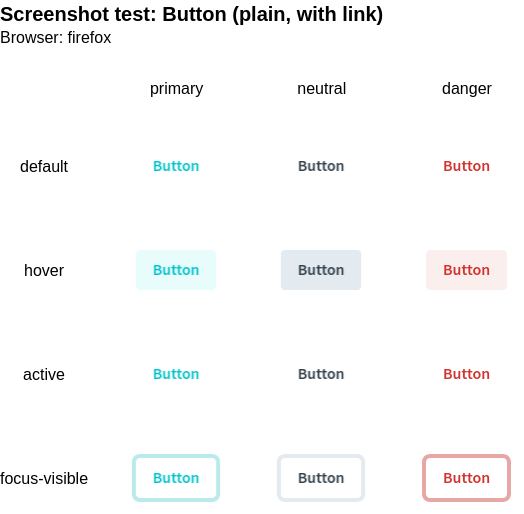 Screenshot test: Button (plain, with link)
Browser: firefox
primary neutral danger
default Button Button Button
hover Button Button Button
active Button Button Button
focus-visible Button Button Button